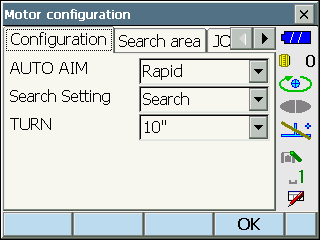 Motor configuration
Configuration Search area JO
0
AUTO AIM Rapid
Search Setting Search
TURN 10"
1
OK